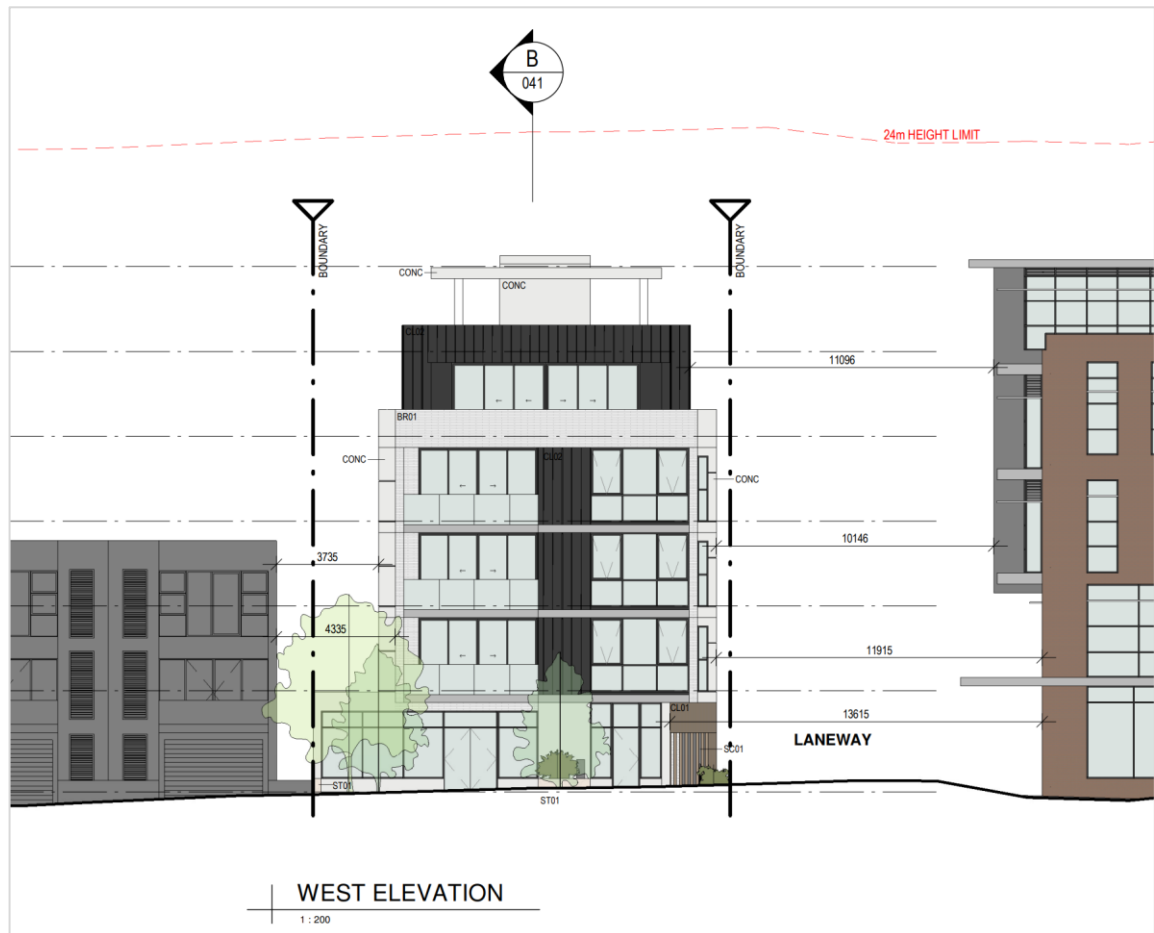 B
041
24m HEIGHT LIMIT
BOUNDARY
BOUNDARY
CONC
CONC
CL02
11096
BR01
CONC
CL02
CONC
3735
10146
4335
11915
CL01
13615
LANEWAY
SC01
ST01
ST01
WEST ELEVATION
1 : 200